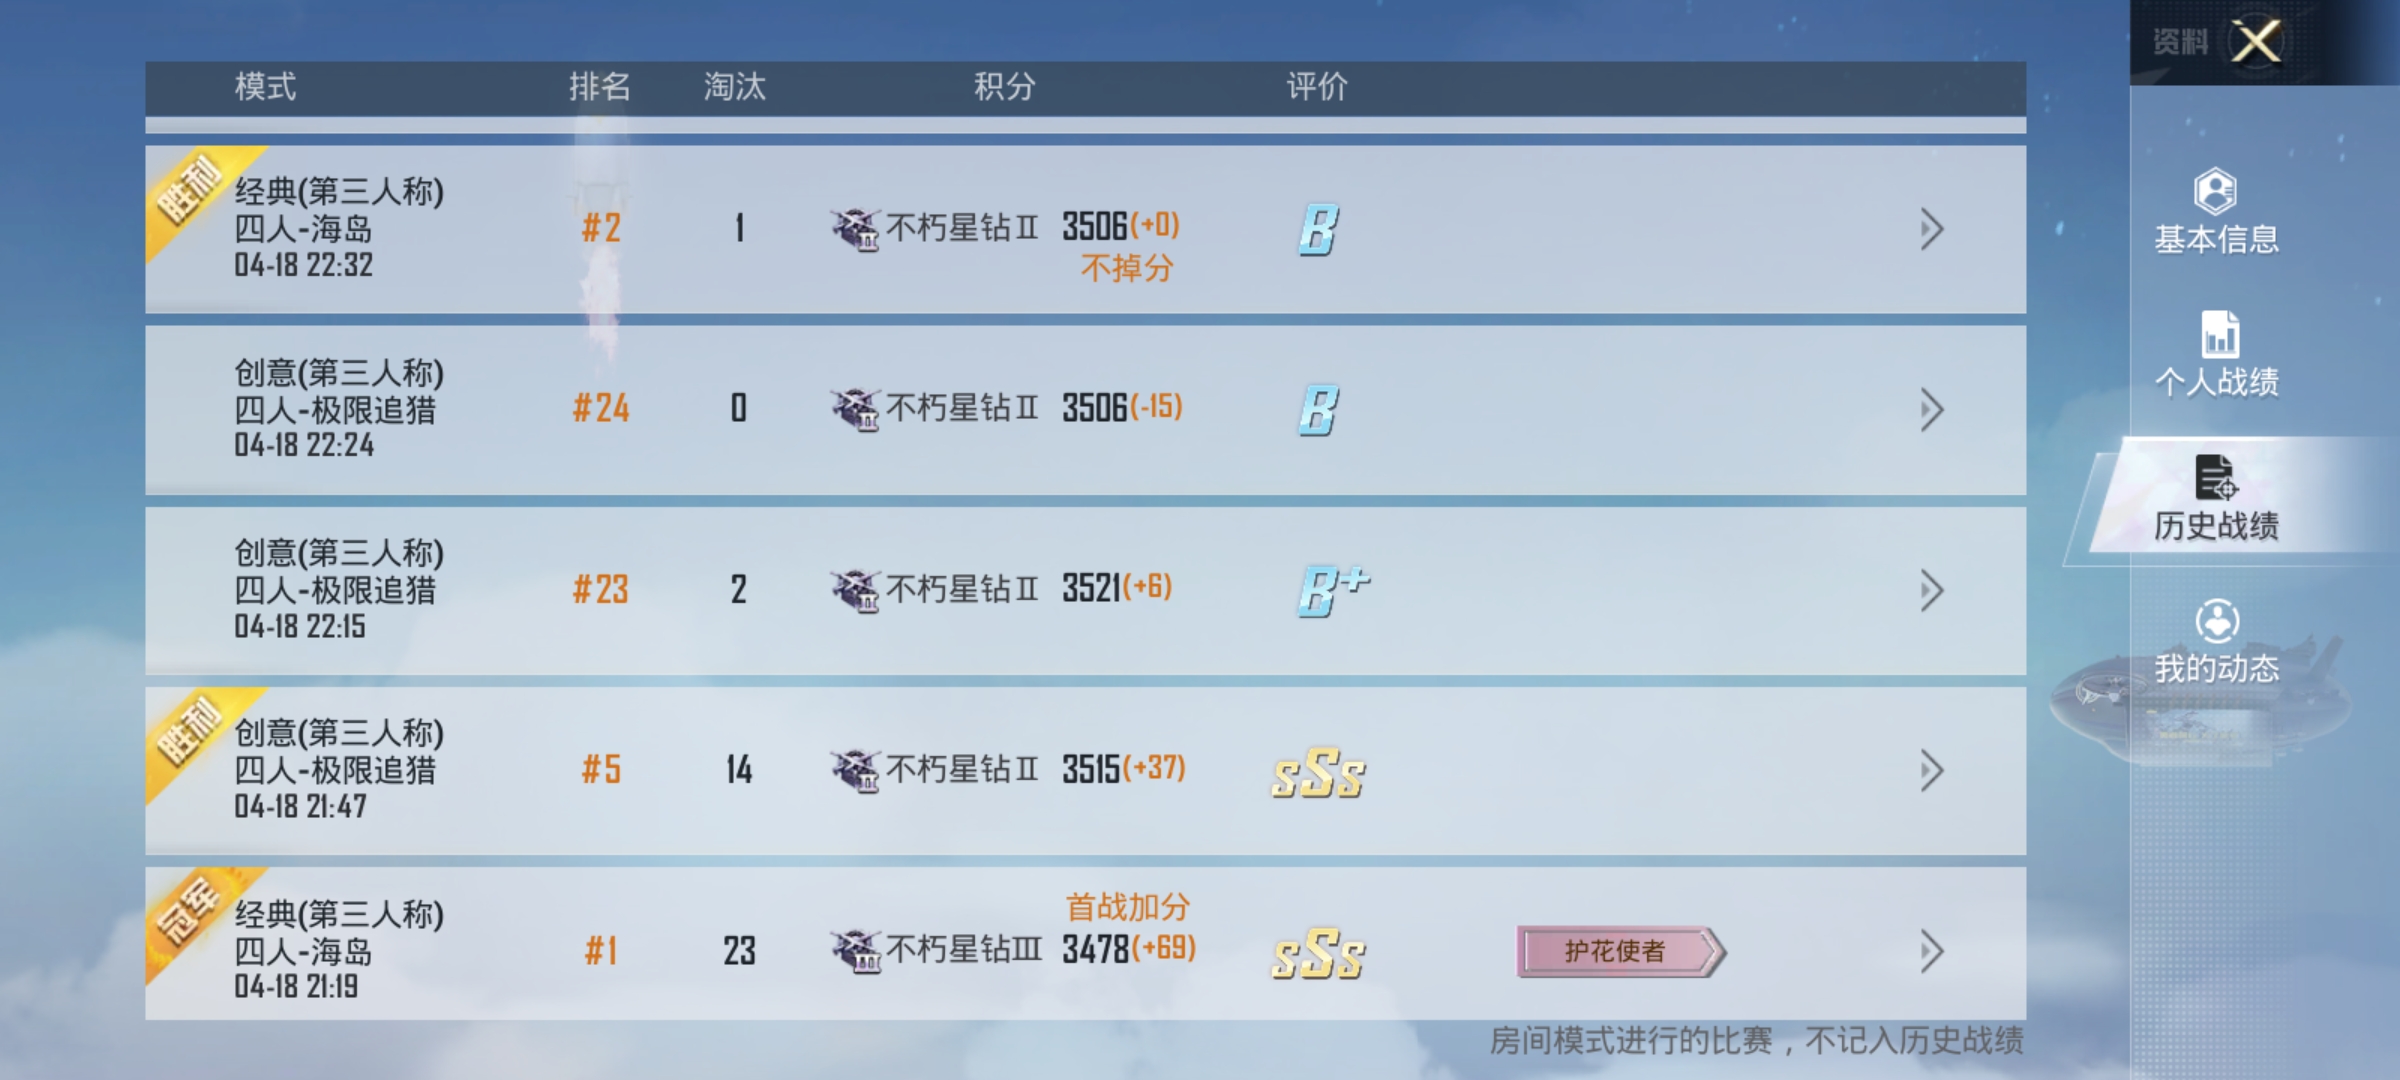 资料
模式 排名 淘汰 积分 评价
胜利
经典(第三人称)
四人-海岛
04-18 22:32
#2
1
不朽星钻Ⅱ 3506(+0)
不掉分
B
创意(第三人称)
四人-极限追猎
04-18 22:24
#24
0
不朽星钻Ⅱ 3506(-15)
B
创意(第三人称)
四人-极限追猎
04-18 22:15
#23
2
不朽星钻Ⅱ 3521(+6)
B+
胜利
创意(第三人称)
四人-极限追猎
04-18 21:47
#5
14
不朽星钻Ⅱ 3515(+37)
sSs
冠军
经典(第三人称)
四人-海岛
04-18 21:19
#1
23
首战加分
不朽星钻Ⅲ 3478(+69)
sSs
护花使者
房间模式进行的比赛，不记入历史战绩
基本信息
个人战绩
历史战绩
我的动态